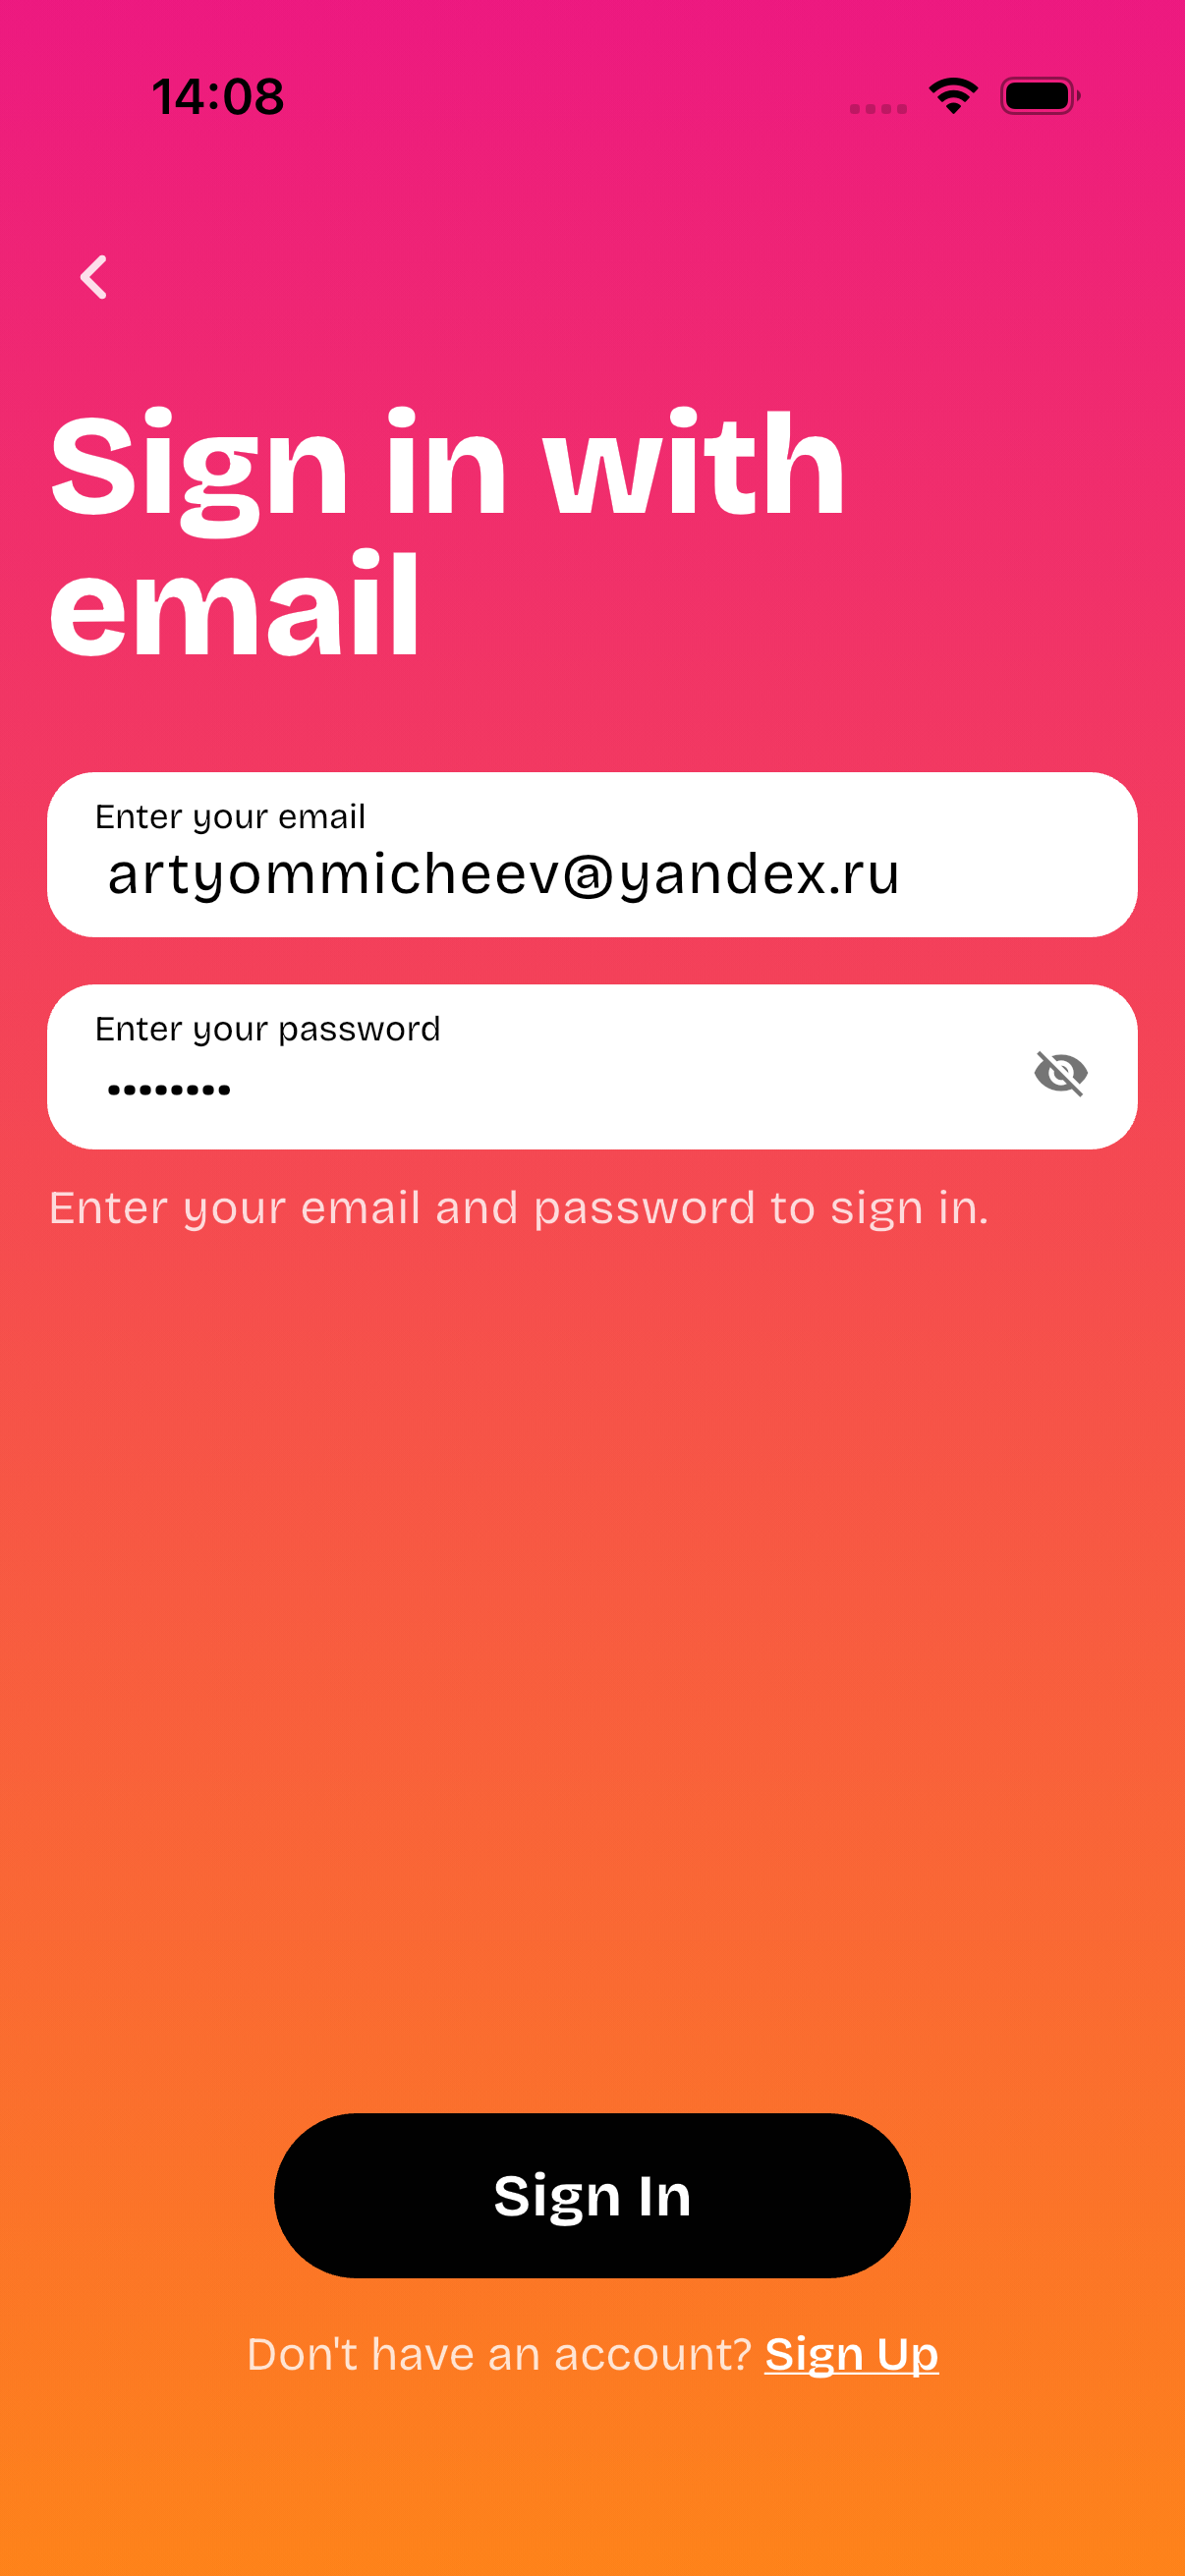 14:08
Sign in with
email
Enter your email
artyommicheev@yandex.ru
Enter your password
••••••••
Enter your email and password to sign in.
Sign In
Don't have an account? Sign Up